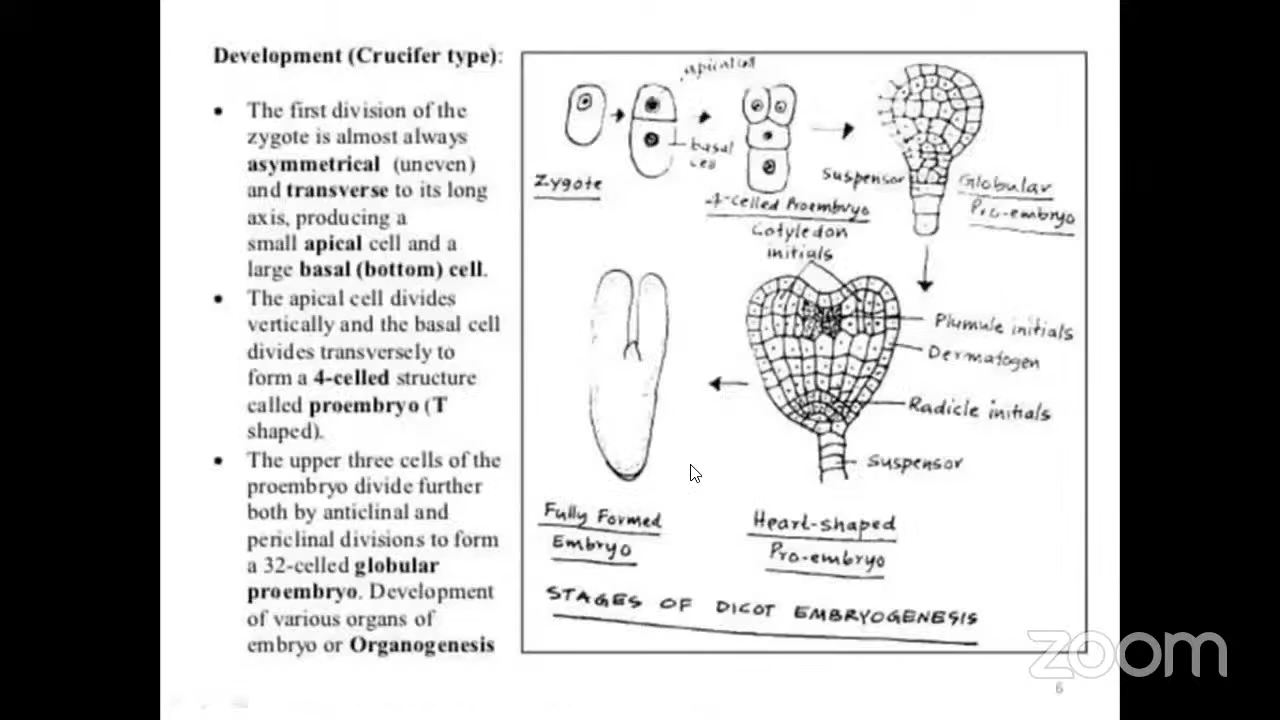 Development (Crucifer type):
• The first division of the
zygote is almost always
asymmetrical (uneven)
and transverse to its long
axis, producing a
small apical cell and a
large basal (bottom) cell.
• The apical cell divides
vertically and the basal cell
divides transversely to
form a 4-celled structure
called proembryo (T
shaped).
• The upper three cells of the
proembryo divide further
both by anticlinal and
periclinal divisions to form
a 32-celled globular
proembryo. Development
of various organs of
embryo or Organogenesis
apical cell
basal
cell
Zygote
4-celled Proembryo
Suspensor
Globular
Pro-embryo
Cotyledon
initials
Plumule initials
Dermatogen
Radicle initials
Suspensor
Fully Formed
Embryo
Heart-shaped
Pro-embryo
STAGES OF DICOT EMBRYOGENESIS
zoom
6